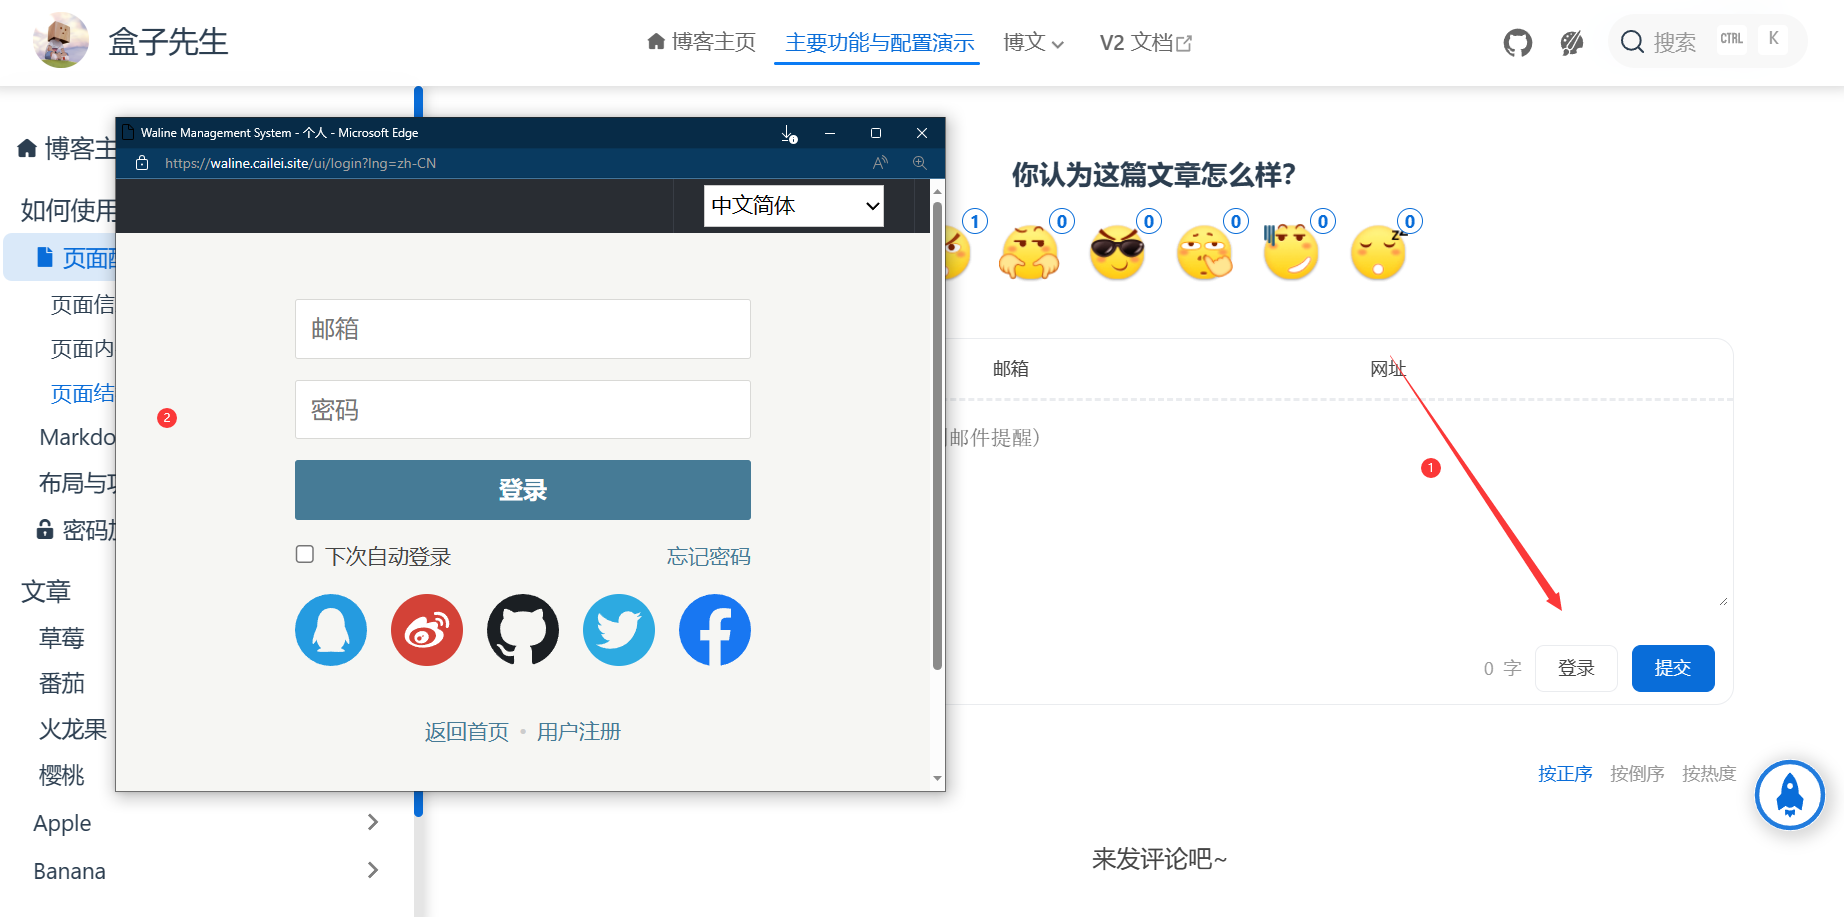 盒子先生
博客主页
主要功能与配置演示
博文
V2 文档
搜索
CTRL
K
博客主
如何使用
页面
页面信
页面内
页面结
Markdo
布局与
密码
文章
草莓
番茄
火龙果
樱桃
Apple
Banana
Waline Management System - 个人 - Microsoft Edge
https://waline.cailei.site/ui/login?lng=zh-CN
中文简体
邮箱
密码
2
登录
下次自动登录
忘记密码
返回首页 • 用户注册
你认为这篇文章怎么样?
1
0
0
0
0
0
邮箱
网址
邮件提醒)
1
0 字
登录
提交
按正序
按倒序
按热度
来发评论吧~